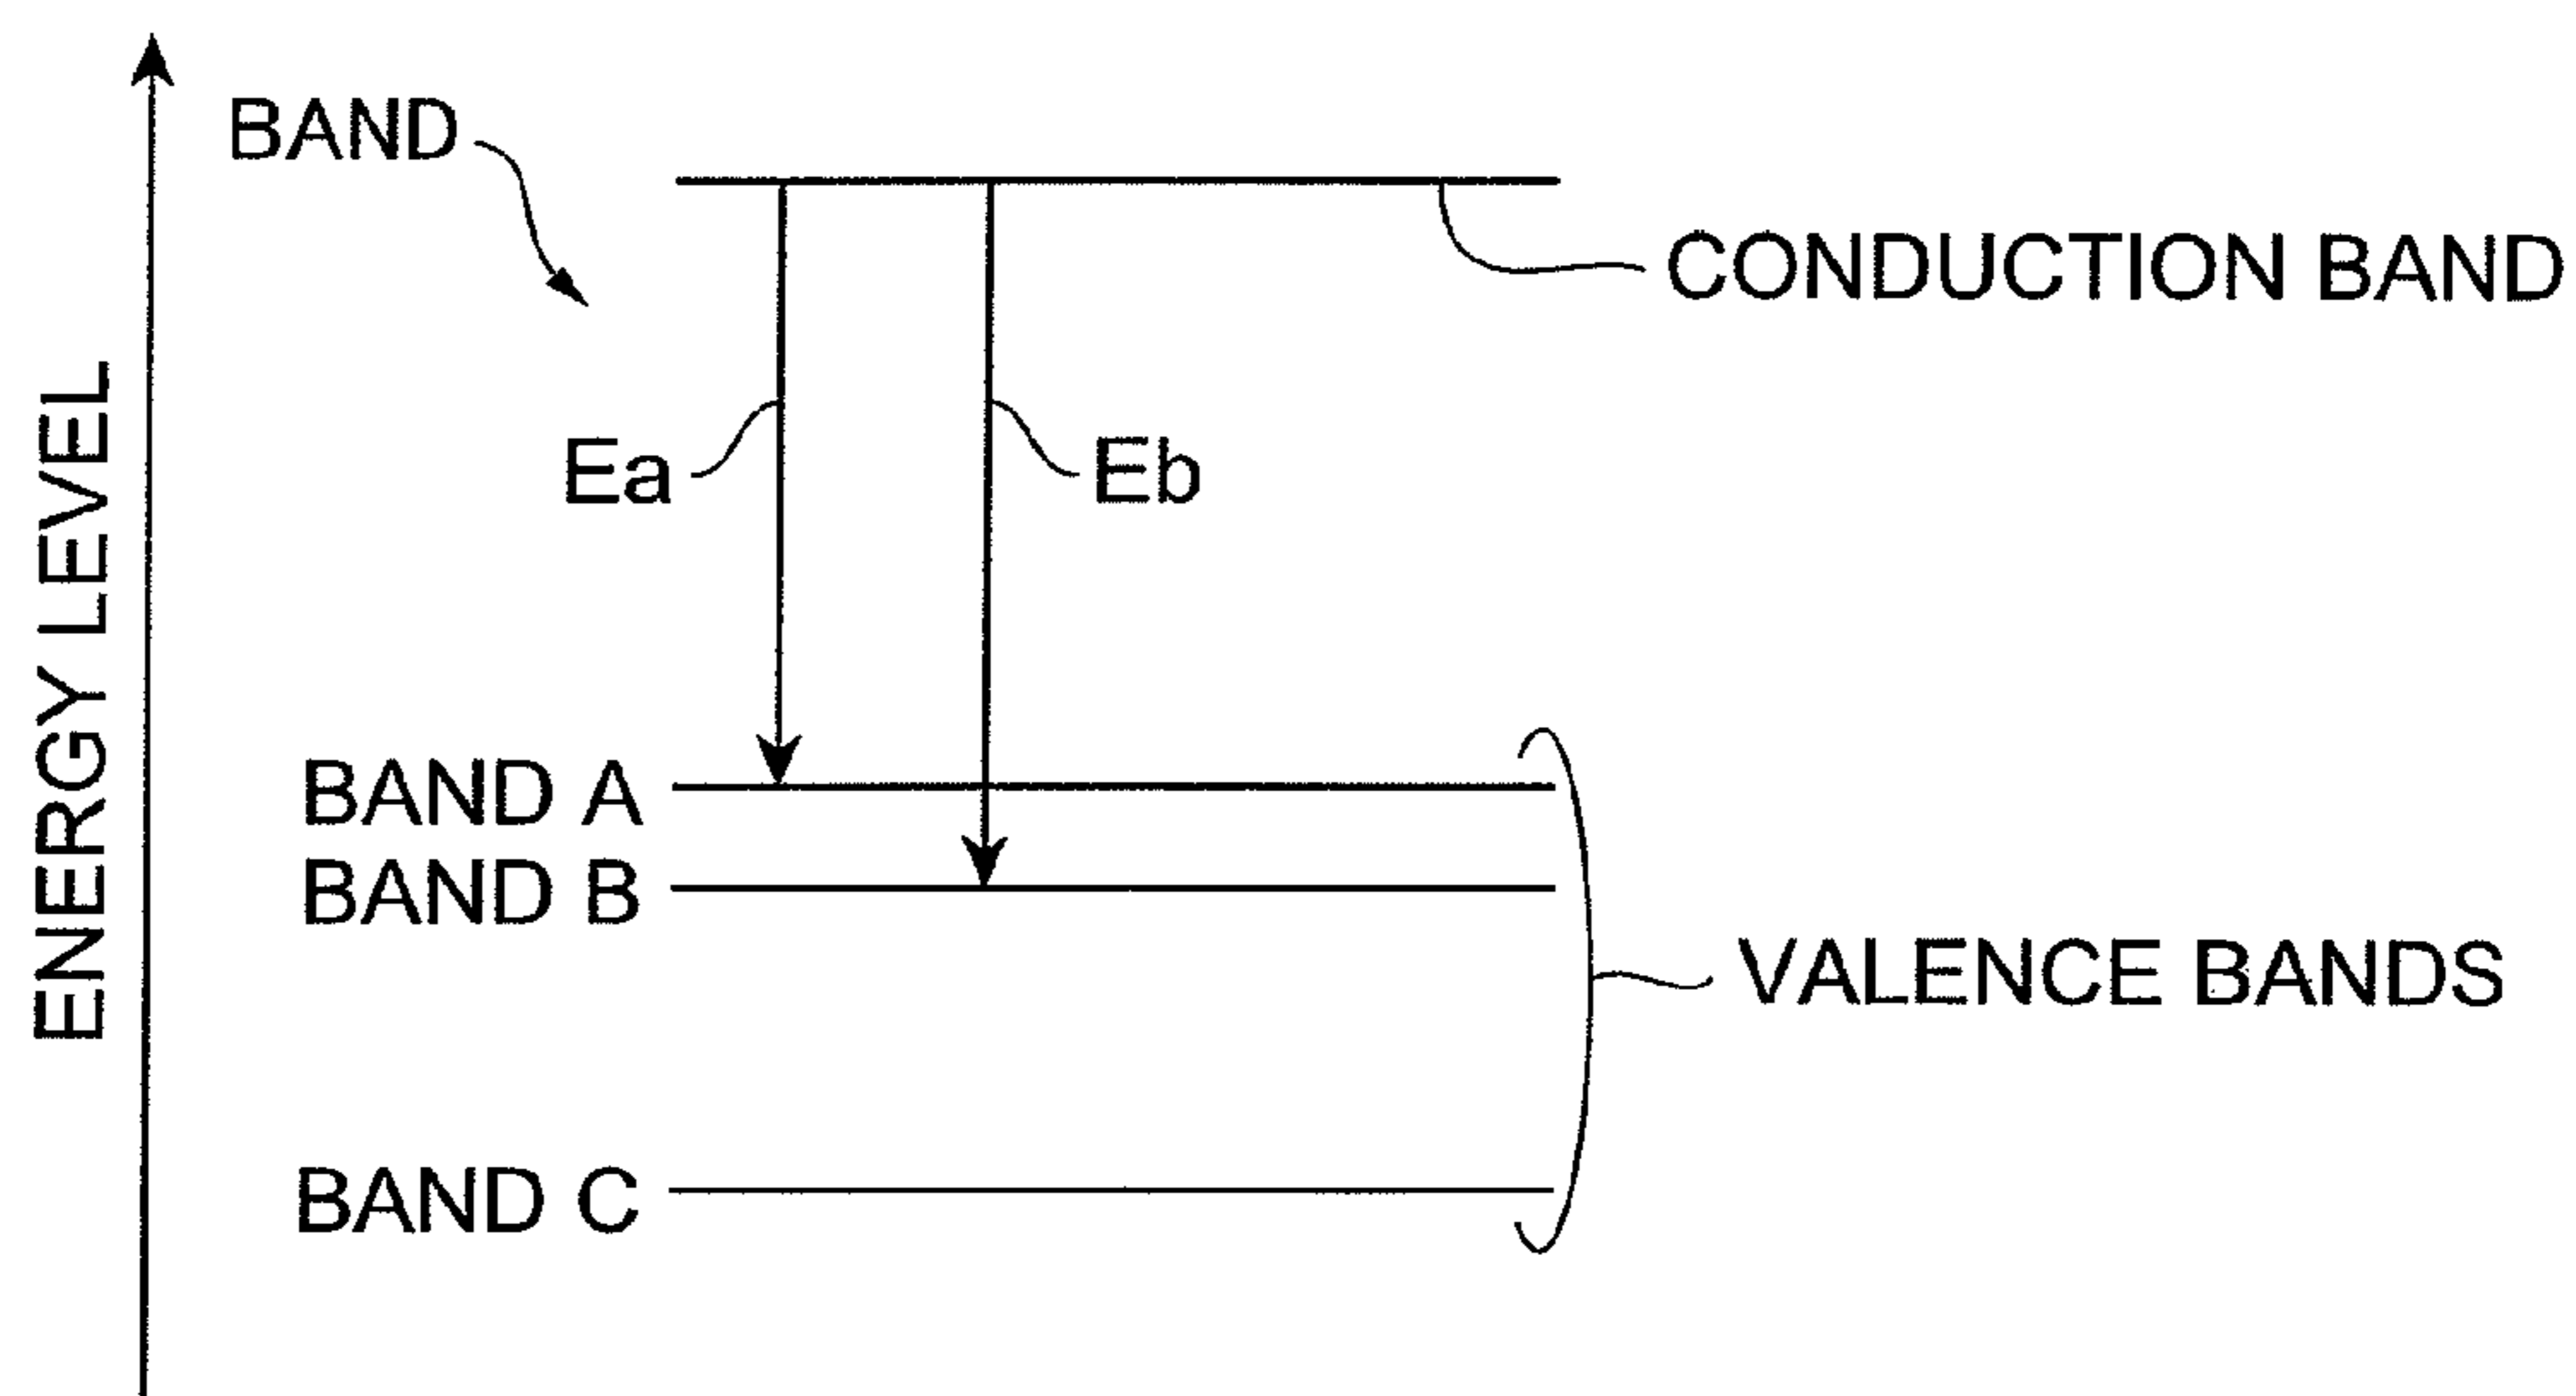 BAND
CONDUCTION BAND
Ea
Eb
ENERGY LEVEL
BAND A
BAND B
VALENCE BANDS
BAND C